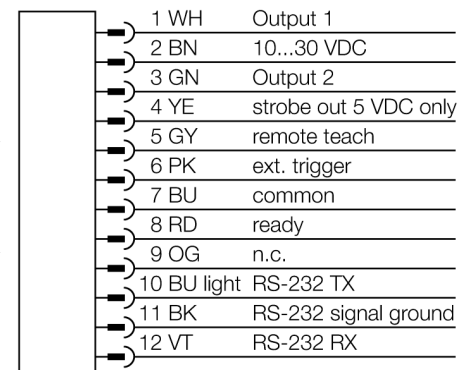 1 WH Output 1
2 BN 10...30 VDC
3 GN Output 2
4 YE strobe out 5 VDC only
5 GY remote teach
6 PK ext. trigger
7 BU common
8 RD ready
9 OG n.c.
10 BU light RS-232 TX
11 BK RS-232 signal ground
12 VT RS-232 RX